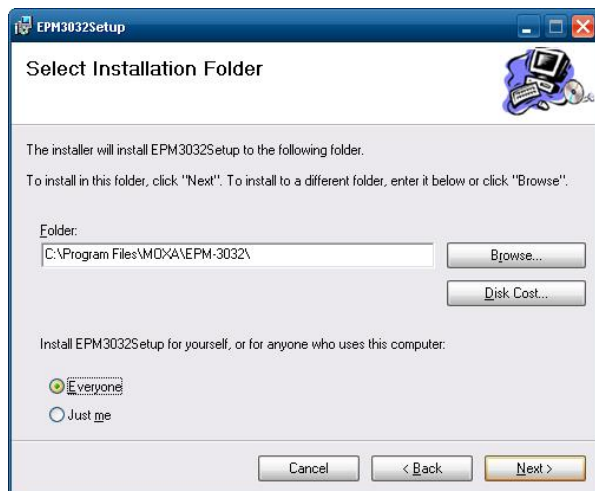 EPM3032Setup
Select Installation Folder
The installer will install EPM3032Setup to the following folder.
To install in this folder, click "Next". To install to a different folder, enter it below or click "Browse".
Folder:
C:\Program Files\MOXA\EPM-3032\
Browse...
Disk Cost...
Install EPM3032Setup for yourself, or for anyone who uses this computer:
Everyone
Just me
Cancel
< Back
Next >